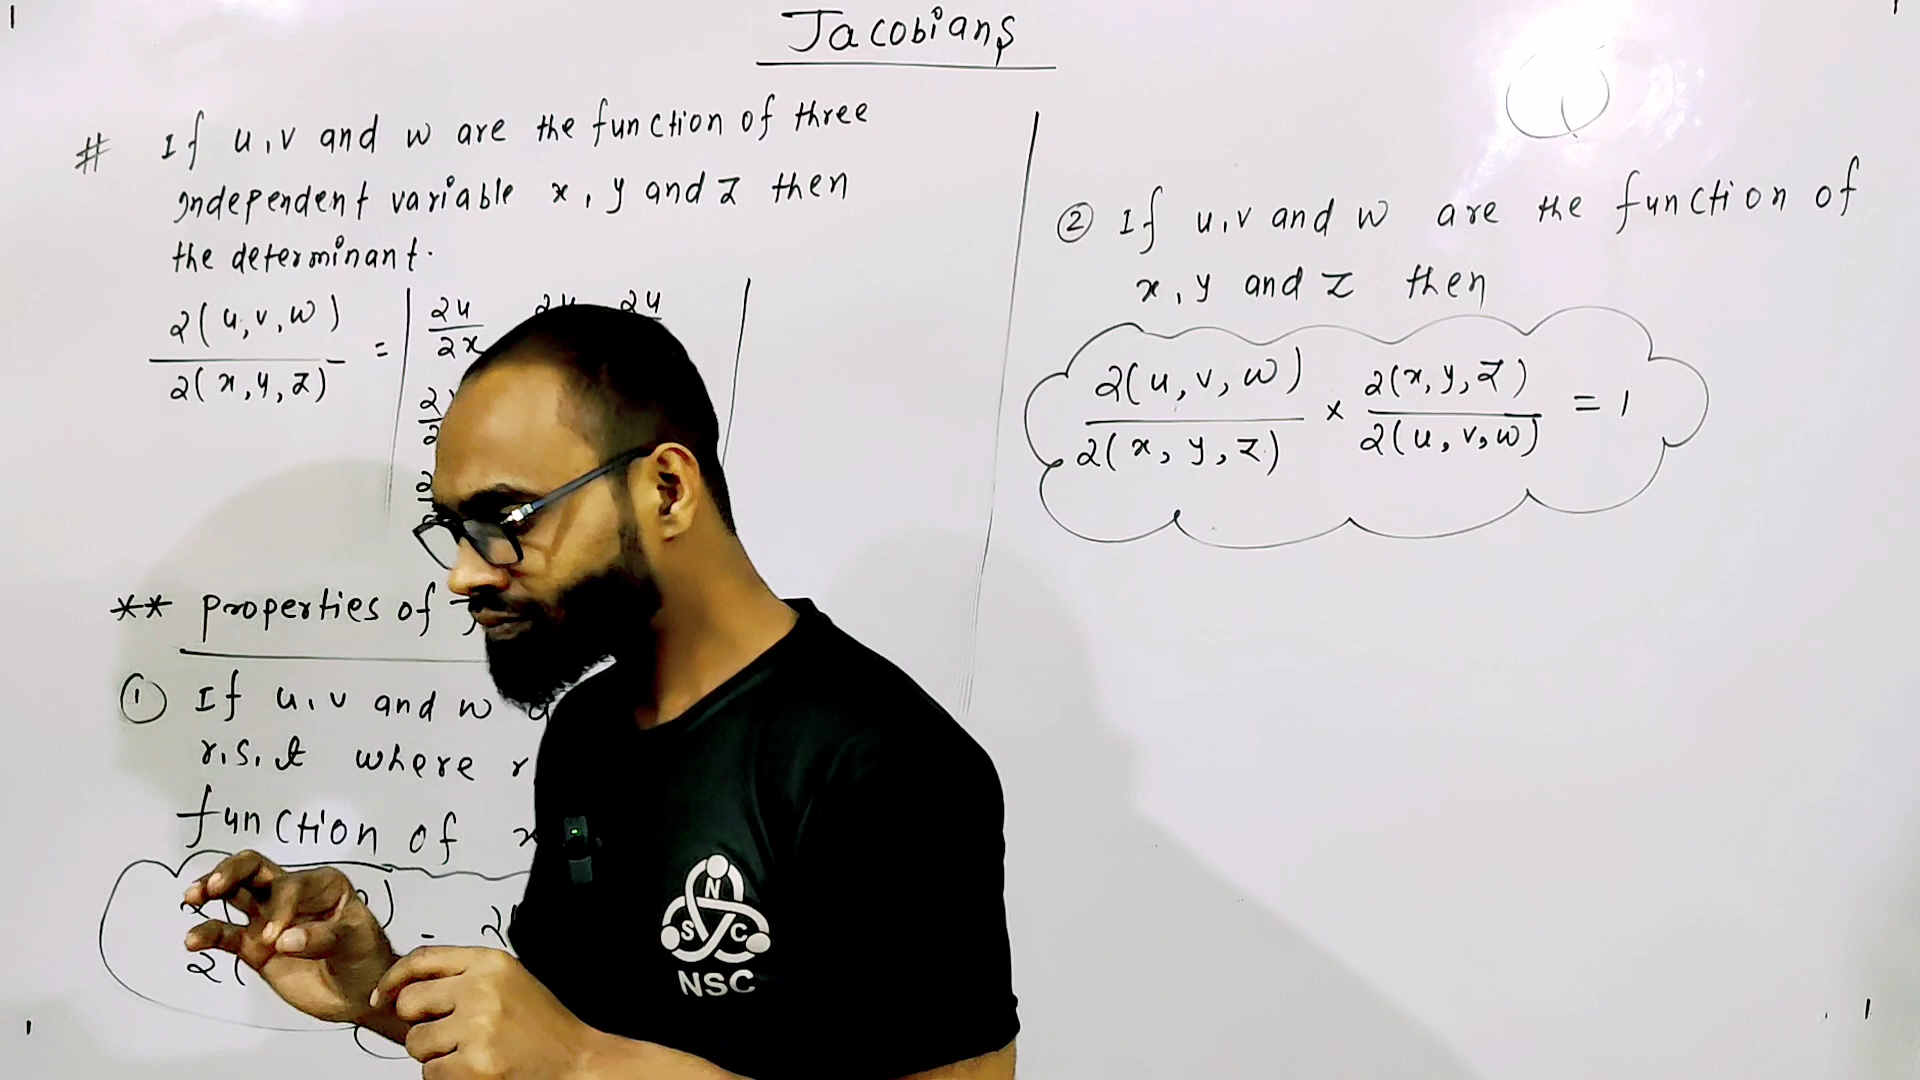 Jacobians
①
# If u, v and w are the function of three
independent variable x, y and z then
the determinant.
∂(u, v, w) / ∂(x, y, z) = | ∂u/∂x ∂u ∂u
** properties of
① If u, v and w
r, s, t where r
function of x
② If u, v and w are the function of
x, y and z then
∂(u, v, w) / ∂(x, y, z) × ∂(x, y, z) / ∂(u, v, w) = 1
N
S C
NSC